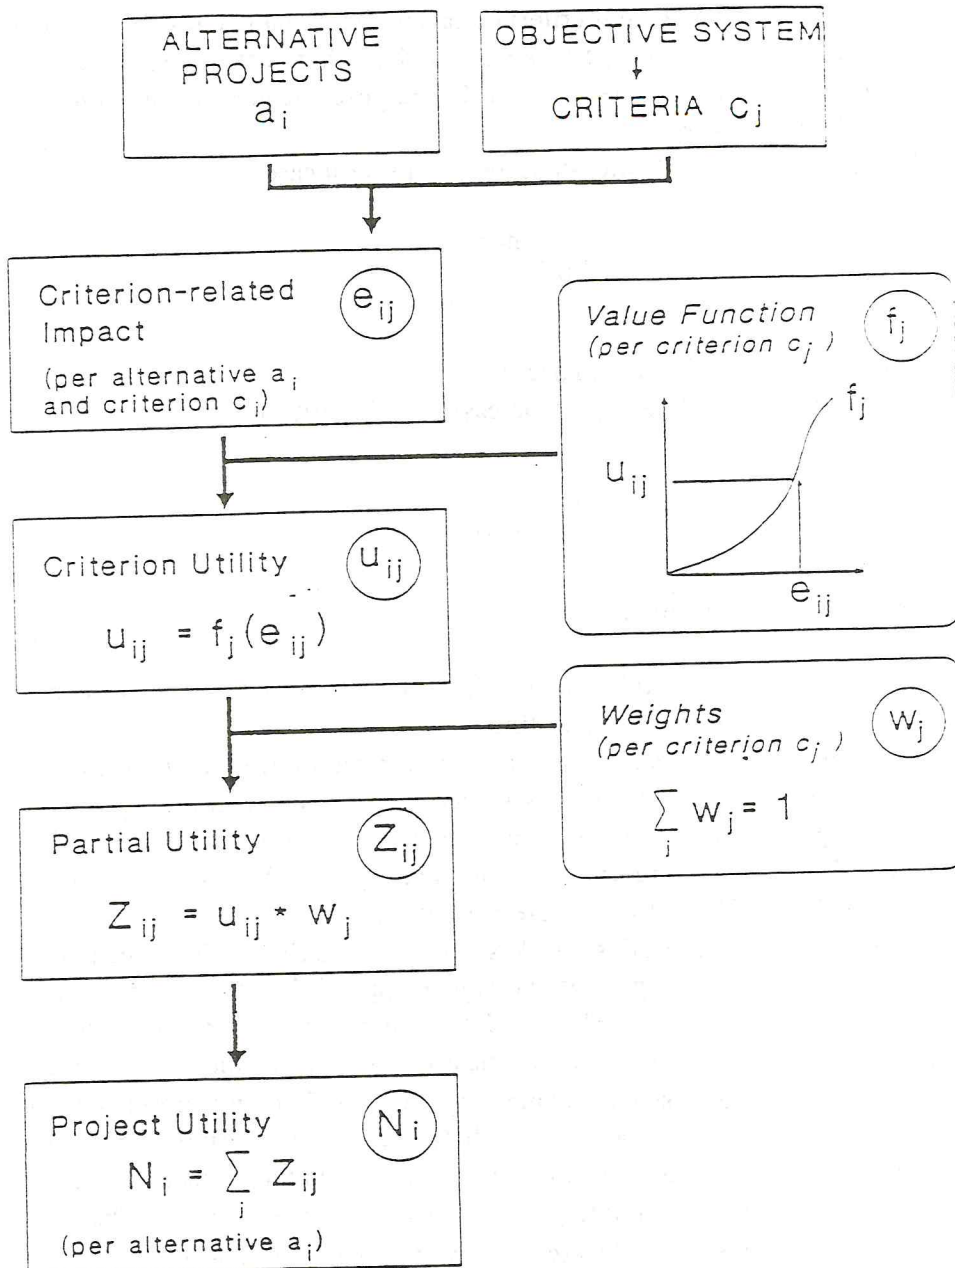 ALTERNATIVE
PROJECTS
a_i
OBJECTIVE SYSTEM
↓
CRITERIA c_j
Criterion-related
Impact
e_ij
(per alternative a_i
and criterion c_j)
Value Function
(per criterion c_j)
f_j
f_j
u_ij
e_ij
Criterion Utility
u_ij
u_ij = f_j(e_ij)
Weights
(per criterion c_j)
w_j
∑_j w_j = 1
Partial Utility
Z_ij
Z_ij = u_ij * w_j
Project Utility
N_i
N_i = ∑_j Z_ij
(per alternative a_i)